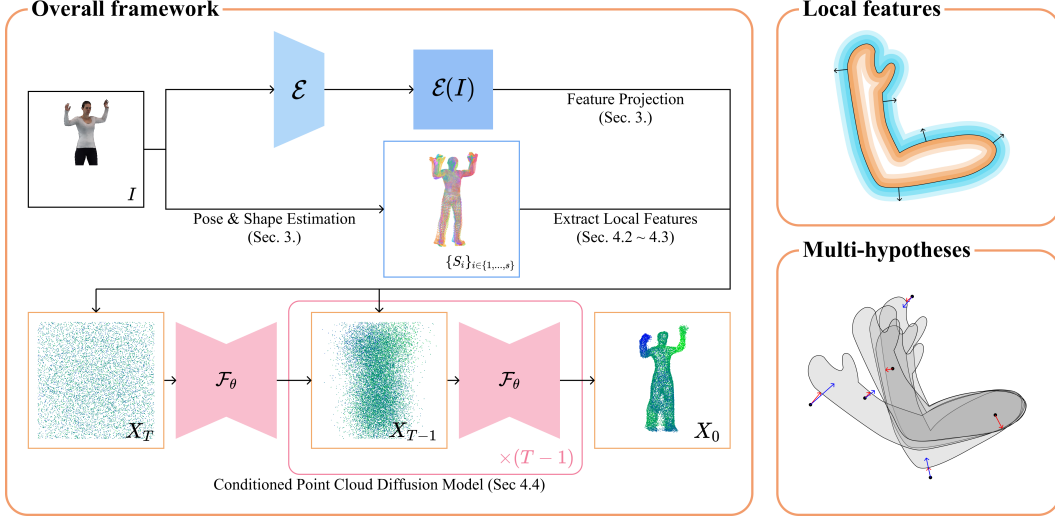 Overall framework
I
ℰ
ℰ(I)
Feature Projection
(Sec. 3.)
Pose & Shape Estimation
(Sec. 3.)
{S_i}_{i∈{1,...,s}}
Extract Local Features
(Sec. 4.2 ~ 4.3)
X_T
ℱ_θ
X_{T−1}
ℱ_θ
×(T − 1)
X_0
Conditioned Point Cloud Diffusion Model (Sec 4.4)
Local features
Multi-hypotheses